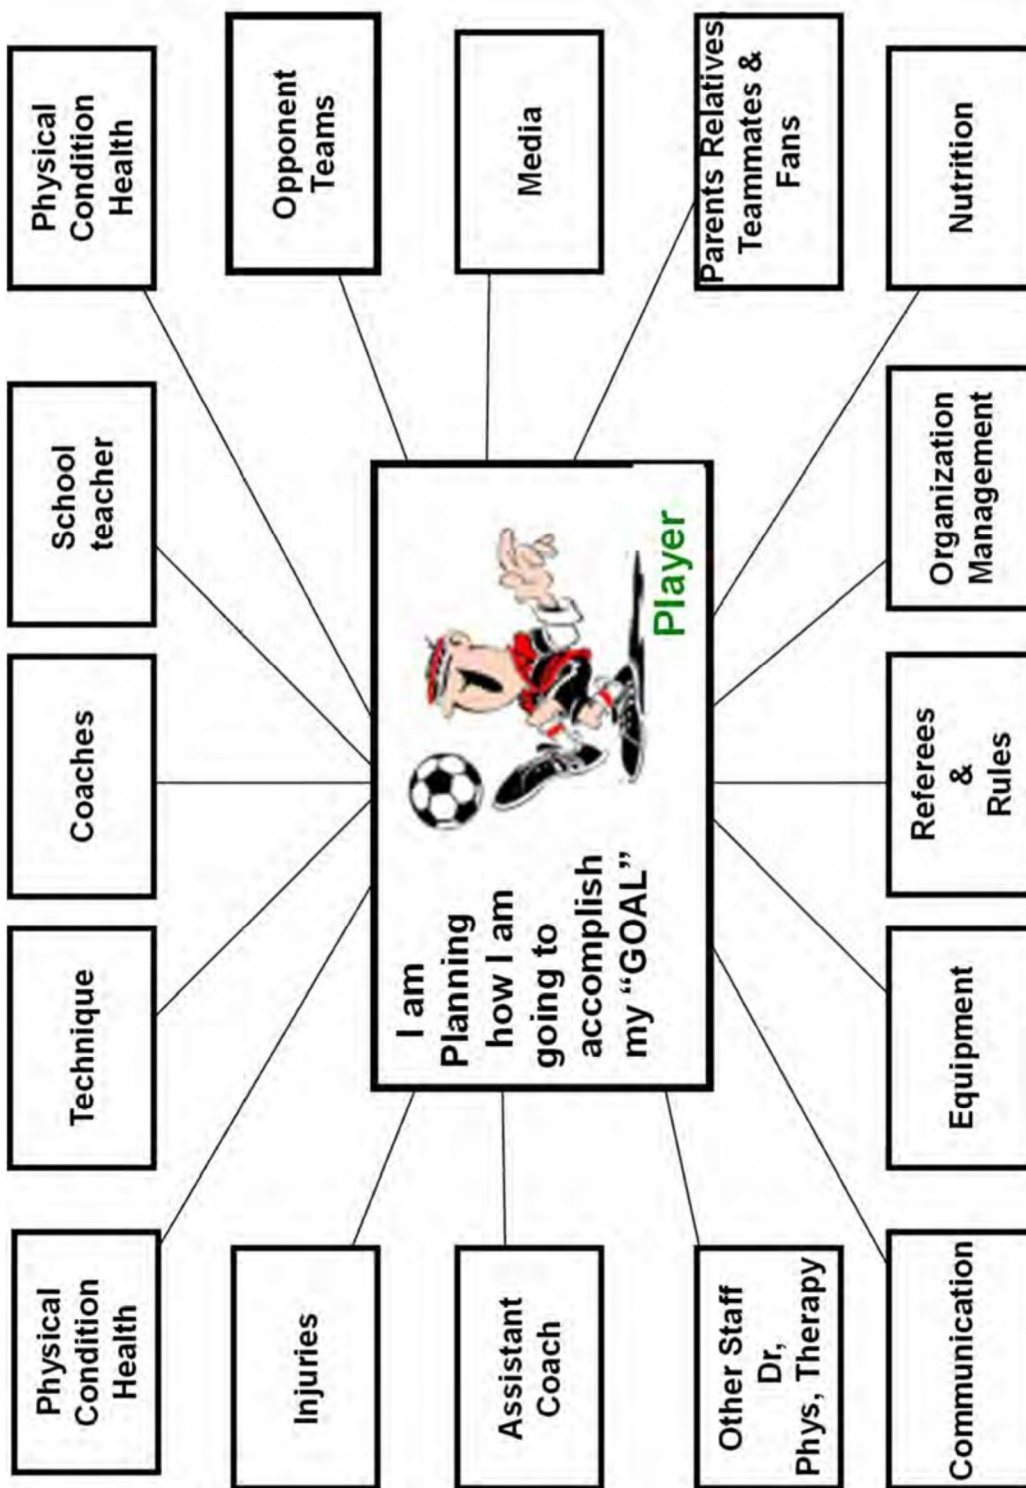 Physical
Condition
Health
Technique
Coaches
School
teacher
Physical
Condition
Health
Injuries
Opponent
Teams
I am
Planning
how I am
going to
accomplish
my “GOAL”
Player
Assistant
Coach
Media
Other Staff
Dr,
Phys, Therapy
Parents Relatives,
Teammates &
Fans
Communication
Equipment
Referees
&
Rules
Organization
Management
Nutrition